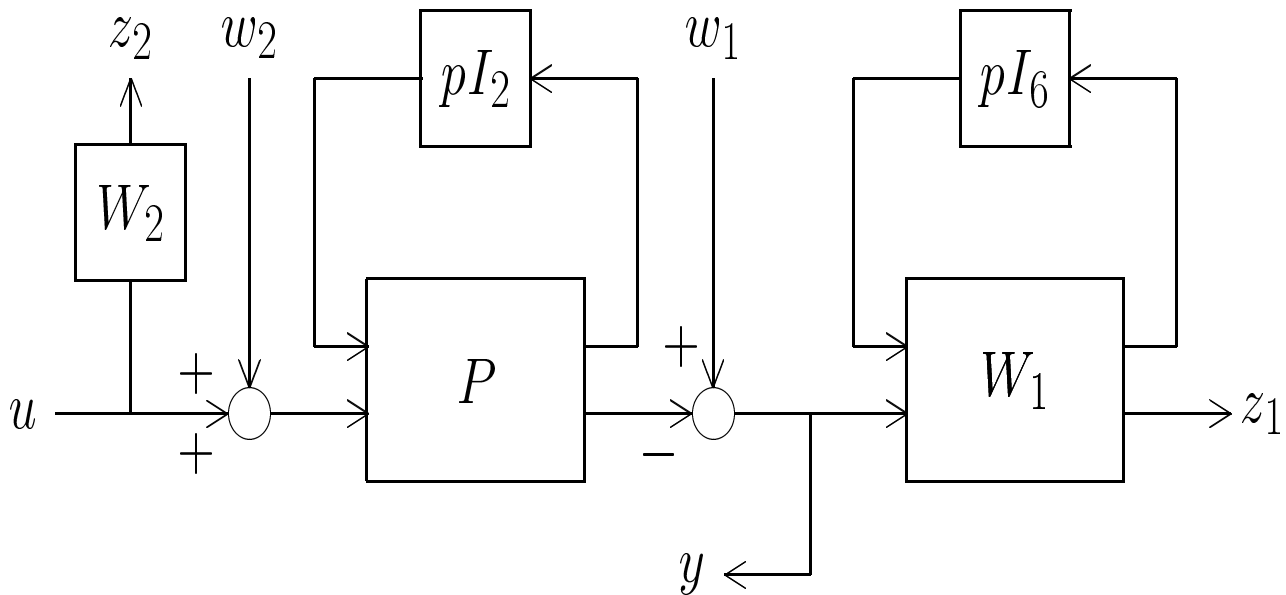 z₂ w₂ pI₂ w₁ pI₆
W₂
+ +
u P W₁ z₁
+ −
y